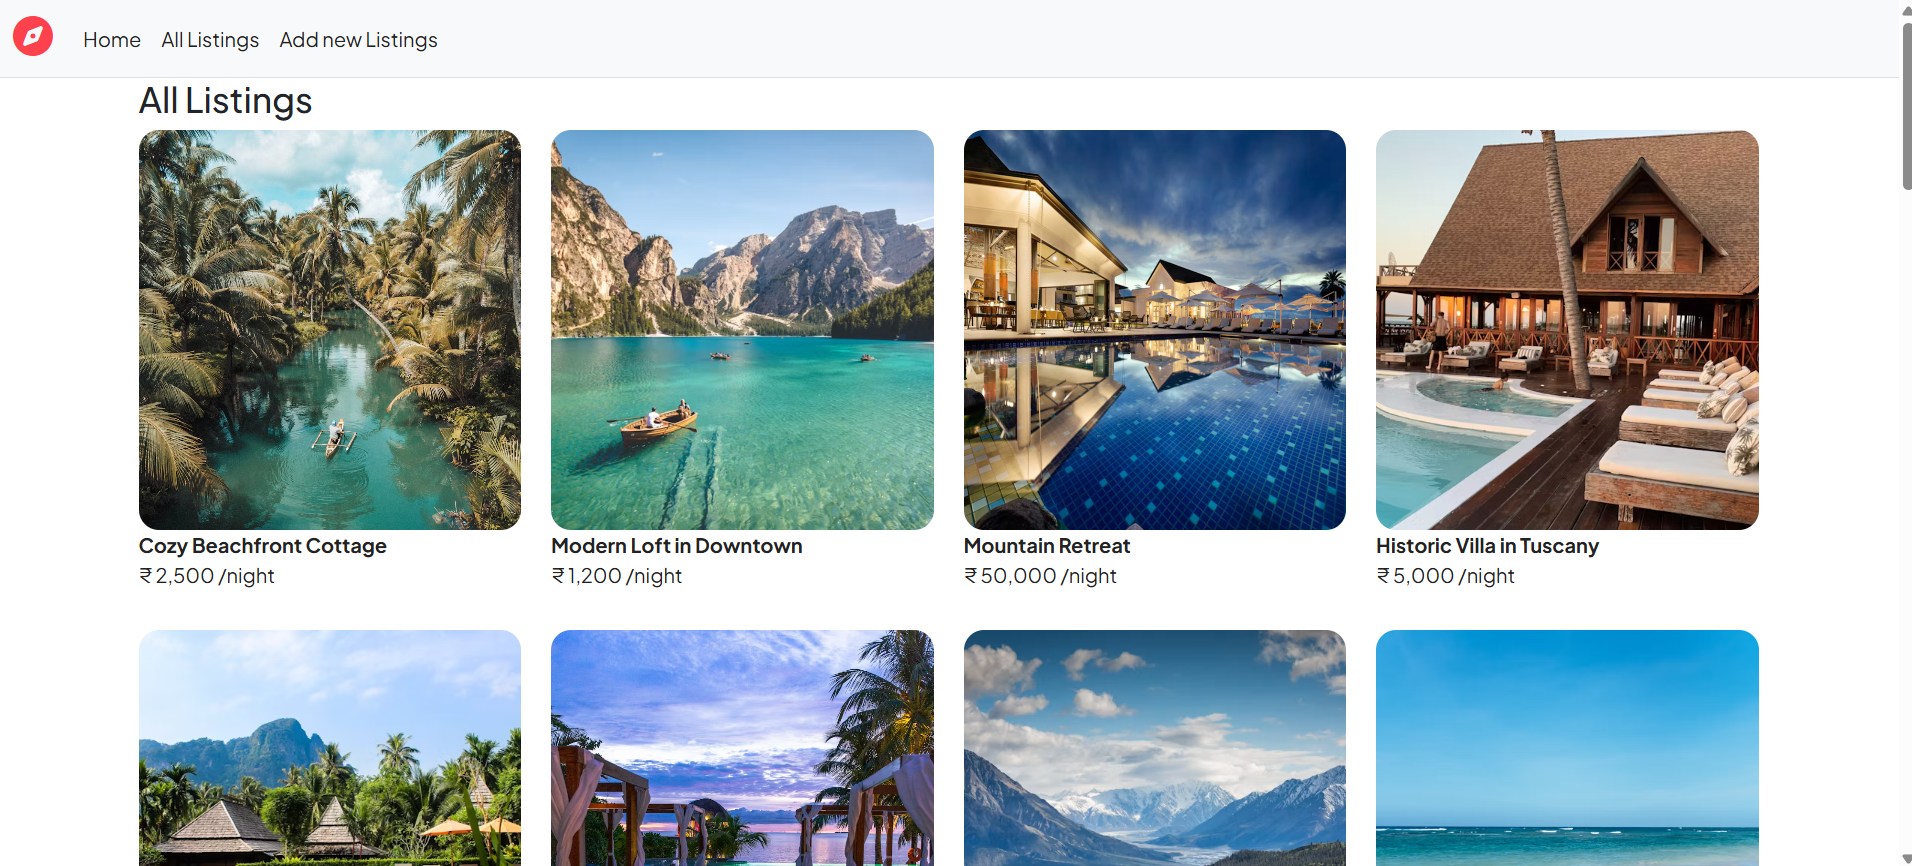 Home All Listings Add new Listings
All Listings
Cozy Beachfront Cottage
₹ 2,500 /night
Modern Loft in Downtown
₹ 1,200 /night
Mountain Retreat
₹ 50,000 /night
Historic Villa in Tuscany
₹ 5,000 /night